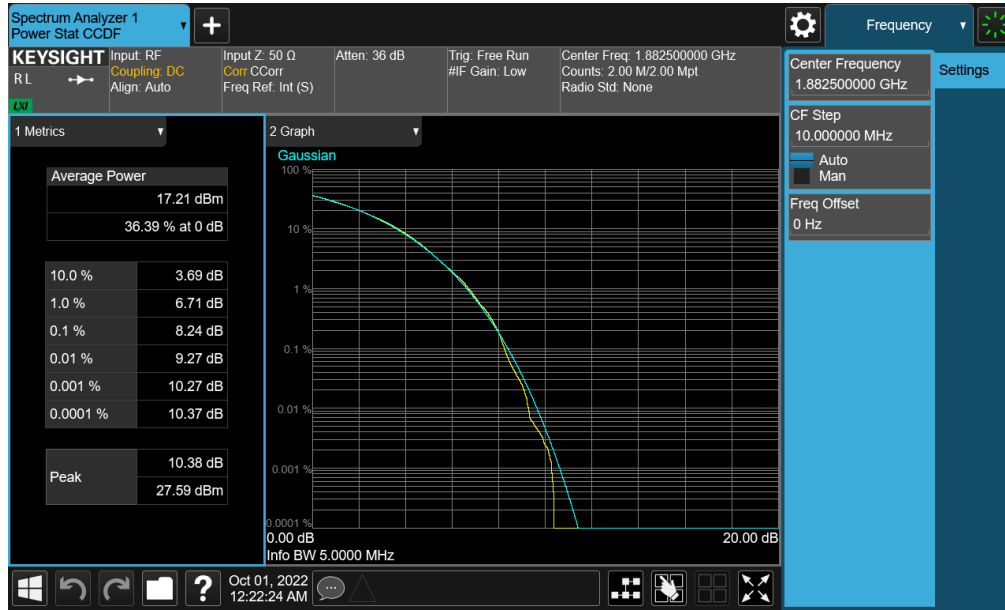 Spectrum Analyzer 1
Power Stat CCDF
Frequency
KEYSIGHT
R L
LXI
Input: RF
Coupling: DC
Align: Auto
Input Z: 50 Ω
Corr CCorr
Freq Ref: Int (S)
Atten: 36 dB
Trig: Free Run
#IF Gain: Low
Center Freq: 1.882500000 GHz
Counts: 2.00 M/2.00 Mpt
Radio Std: None
Center Frequency
1.882500000 GHz
Settings
CF Step
10.000000 MHz
Auto
Man
Freq Offset
0 Hz
1 Metrics
Average Power
17.21 dBm
36.39 % at 0 dB
10.0 % 3.69 dB
1.0 % 6.71 dB
0.1 % 8.24 dB
0.01 % 9.27 dB
0.001 % 10.27 dB
0.0001 % 10.37 dB
Peak 10.38 dB
27.59 dBm
2 Graph
Gaussian
100 %
10 %
1 %
0.1 %
0.01 %
0.001 %
0.0001 %
0.00 dB 20.00 dB
Info BW 5.0000 MHz
Oct 01, 2022
12:22:24 AM